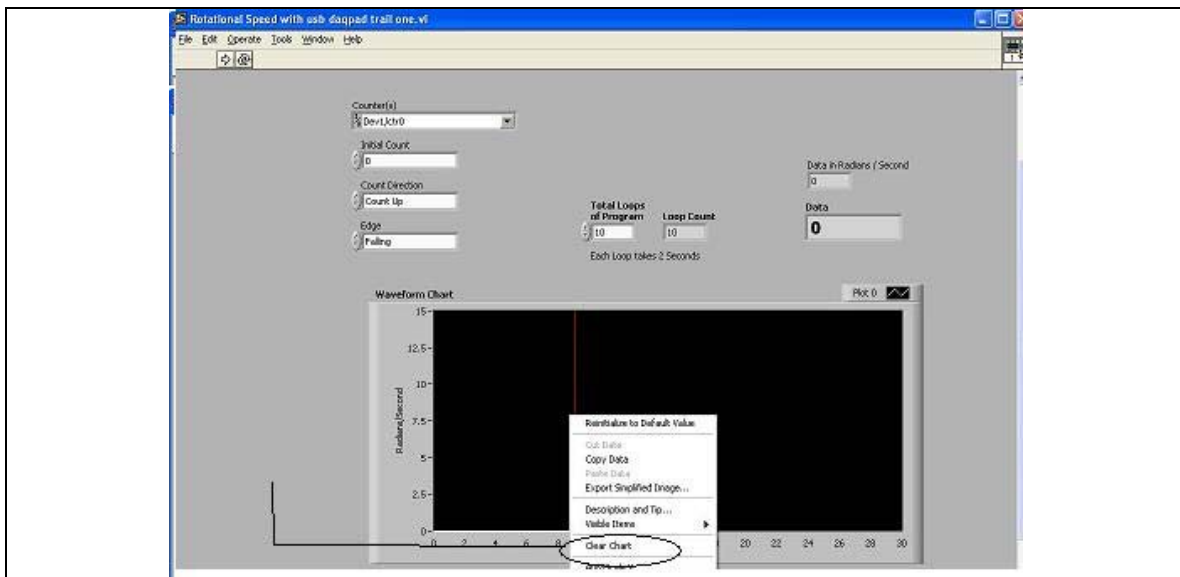 Rotational Speed with usb daqpad trail one.vi
File Edit Operate Tools Window Help
Counter(s)
Dev1/ctr0
Initial Count
0
Count Direction
Count Up
Edge
Falling
Total Loops
of Program
10
Loop Count
10
Each Loop takes 2 Seconds
Data in Radians / Second
0
Data
0
Waveform Chart
Plot 0
Radians/Second
15
12.5
10
7.5
5
2.5
0
0 2 4 6 8 20 22 24 26 28 30
Reinitialize to Default Value
Cut Data
Copy Data
Paste Data
Export Simplified Image...
Description and Tip...
Visible Items
Clear Chart